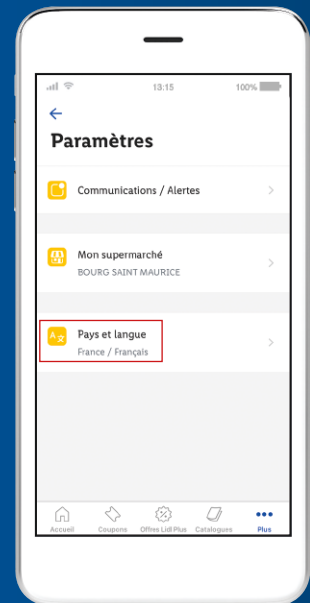 13:15 100%
Paramètres
Communications / Alertes
Mon supermarché
BOURG SAINT MAURICE
Pays et langue
France / Français
Accueil Coupons Offres Lidl Plus Catalogues Plus